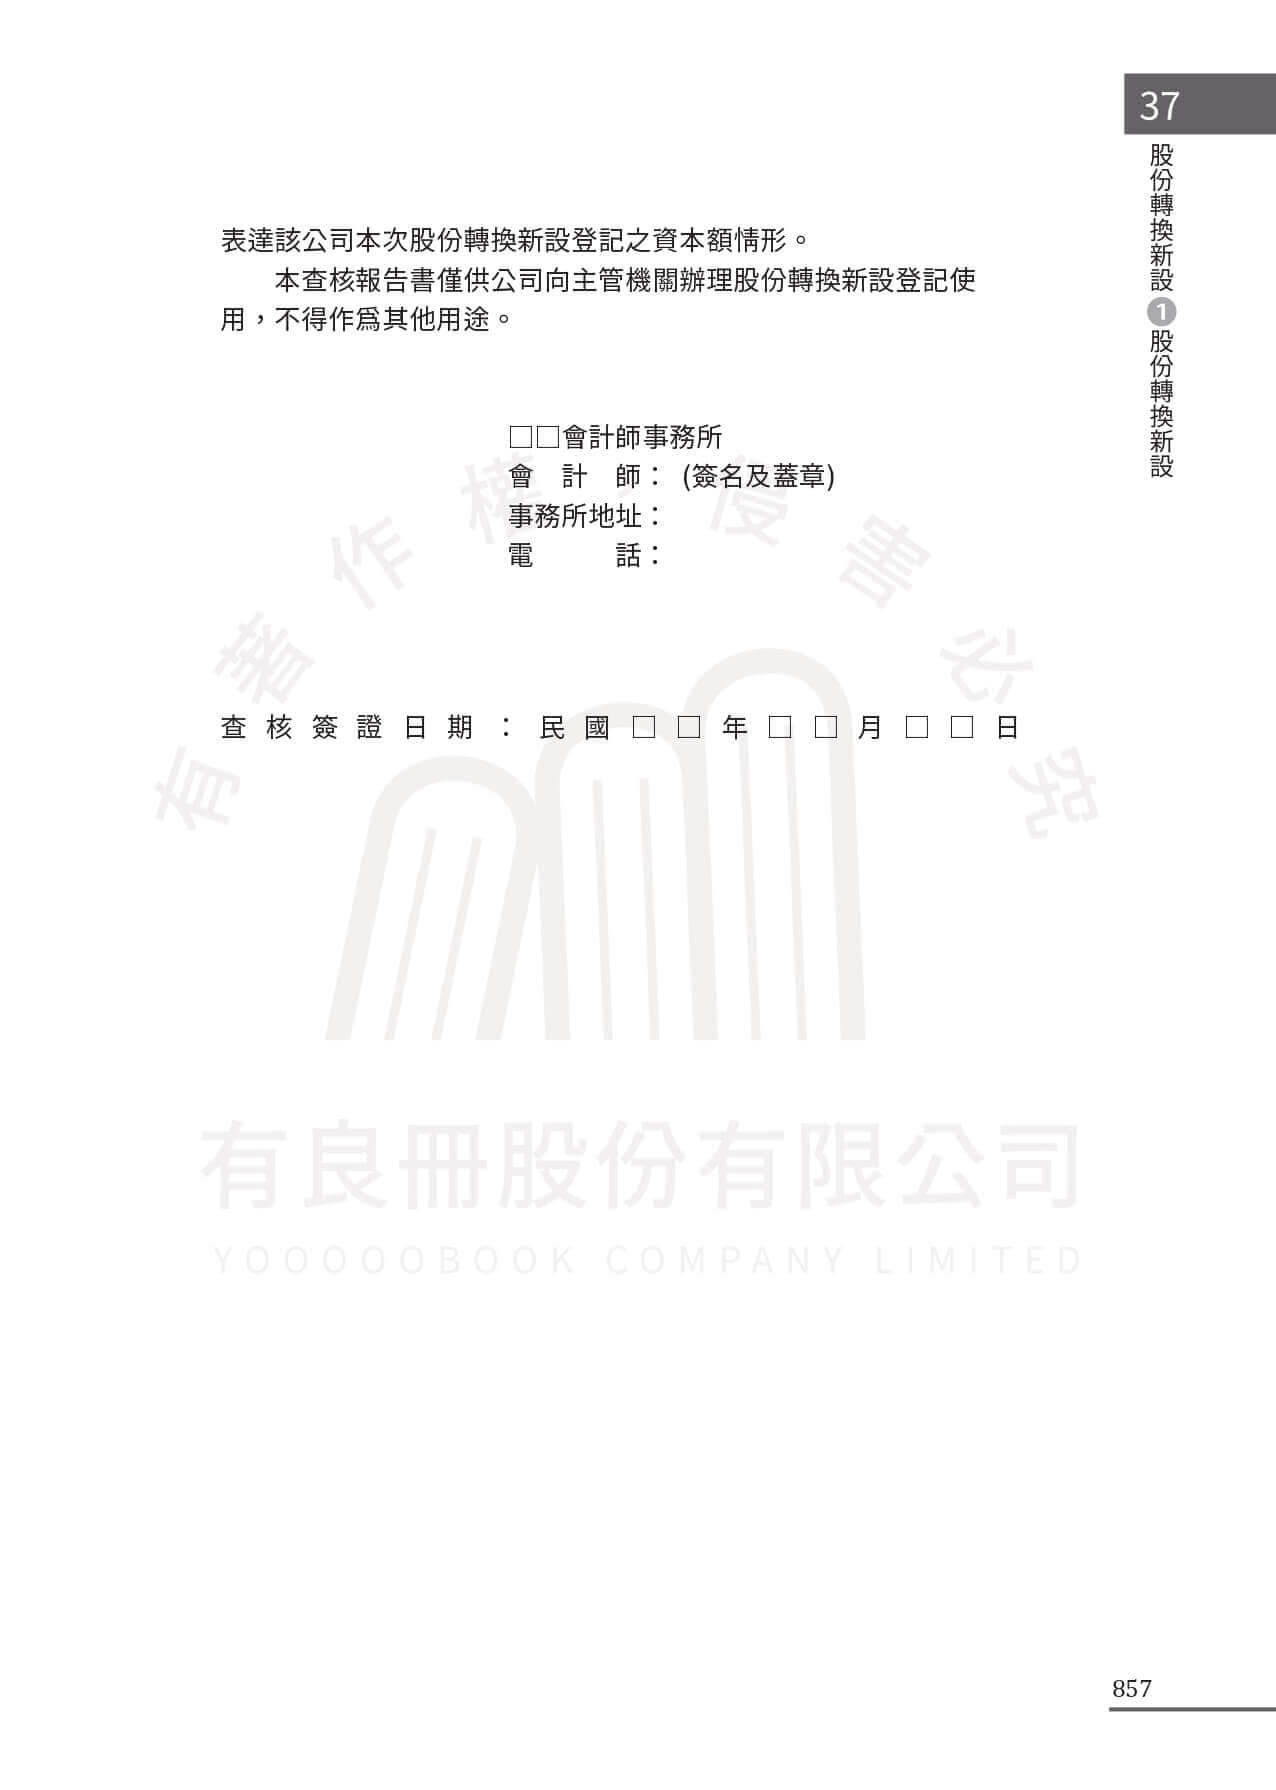 37
股份轉換新設
1
股份轉換新設
表達該公司本次股份轉換新設登記之資本額情形。
本查核報告書僅供公司向主管機關辦理股份轉換新設登記使
用，不得作爲其他用途。
□□會計師事務所
會　計　師： (簽名及蓋章)
事務所地址：
電　　　話：
查核簽證日期：民國□□年□□月□□日
有著作權，侵害必究
有良冊股份有限公司
YOOOOOBOOK COMPANY LIMITED
857